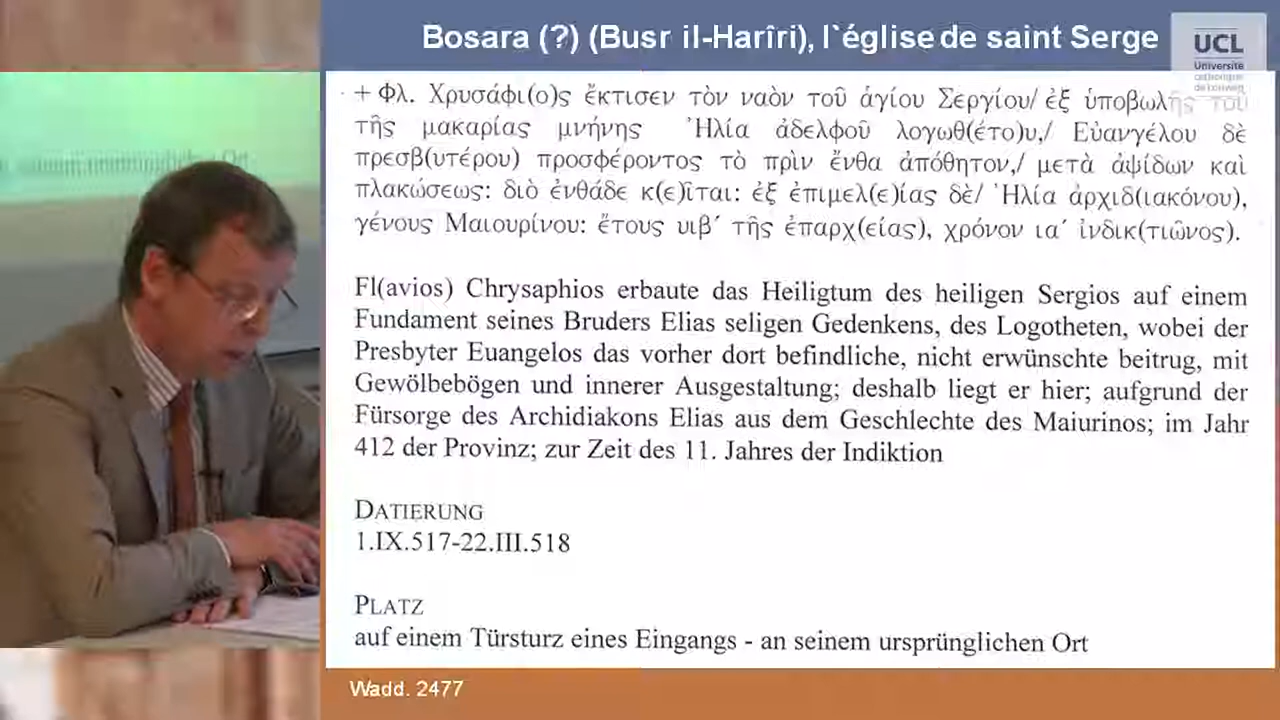 Bosara (?) (Busr il-Harîri), l`église de saint Serge
UCL
Université
catholique
de Louvain
+ Φλ. Χρυσάφι(ο)ς ἔκτισεν τὸν ναὸν τοῦ ἁγίου Σεργίου/ ἐξ ὑποβωλῆς τοῦ
τῆς μακαρίας μνήνης Ἠλία ἀδελφοῦ λογωθ(έτο)υ,/ Εὐανγέλου δὲ
πρεσβ(υτέρου) προσφέροντος τὸ πρὶν ἔνθα ἀπόθητον,/ μετὰ ἁψίδων καὶ
πλακώσεως: διὸ ἐνθάδε κ(ε)ῖται: ἐξ ἐπιμελ(ε)ίας δὲ/ Ἠλία ἀρχιδ(ιακόνου),
γένους Μαιουρίνου: ἔτους υιβ΄ τῆς ἐπαρχ(είας), χρόνον ια΄ ἰνδικ(τιῶνος).
Fl(avios) Chrysaphios erbaute das Heiligtum des heiligen Sergios auf einem
Fundament seines Bruders Elias seligen Gedenkens, des Logotheten, wobei der
Presbyter Euangelos das vorher dort befindliche, nicht erwünschte beitrug, mit
Gewölbebögen und innerer Ausgestaltung; deshalb liegt er hier; aufgrund der
Fürsorge des Archidiakons Elias aus dem Geschlechte des Maiurinos; im Jahr
412 der Provinz; zur Zeit des 11. Jahres der Indiktion
DATIERUNG
1.IX.517-22.III.518
PLATZ
auf einem Türsturz eines Eingangs - an seinem ursprünglichen Ort
Wadd. 2477